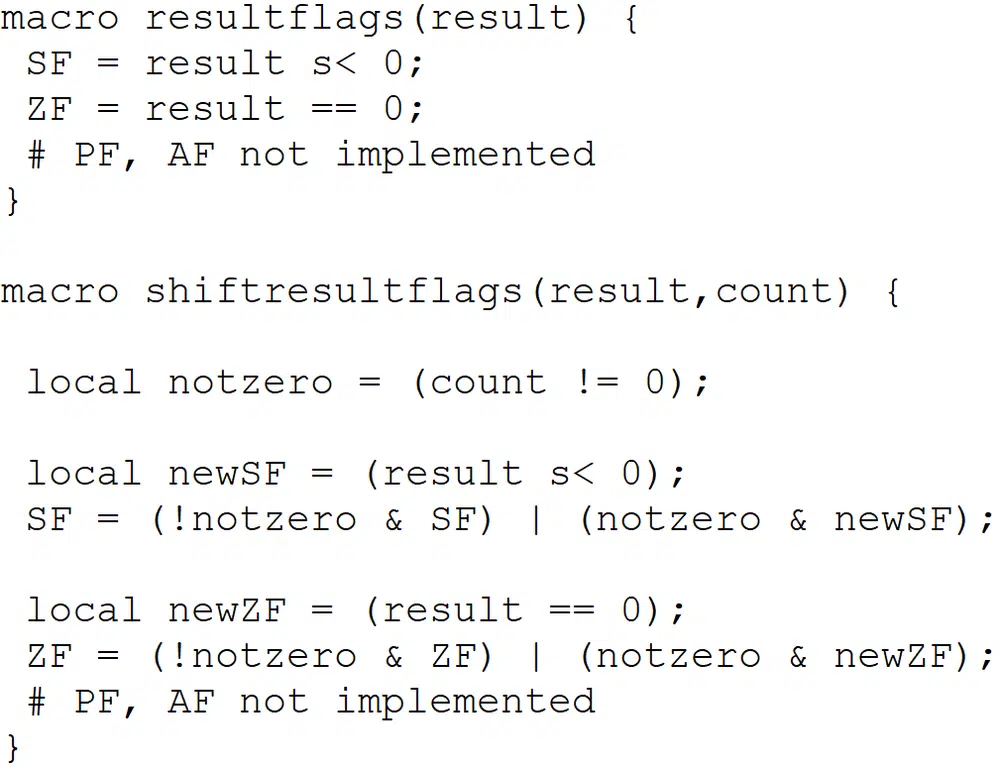 macro resultflags(result) {
 SF = result s< 0;
 ZF = result == 0;
 # PF, AF not implemented
}
macro shiftresultflags(result,count) {
 local notzero = (count != 0);
 local newSF = (result s< 0);
 SF = (!notzero & SF) | (notzero & newSF);
 local newZF = (result == 0);
 ZF = (!notzero & ZF) | (notzero & newZF);
 # PF, AF not implemented
}